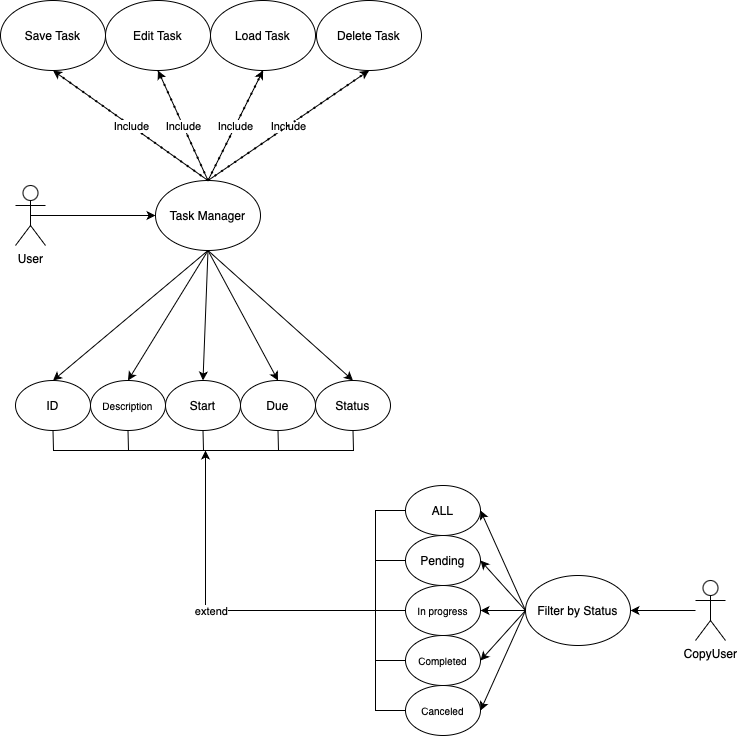 Save Task
Edit Task
Load Task
Delete Task
Include
Include
Include
Include
Task Manager
User
ID
Description
Start
Due
Status
ALL
Pending
extend
In progress
Filter by Status
CopyUser
Completed
Canceled